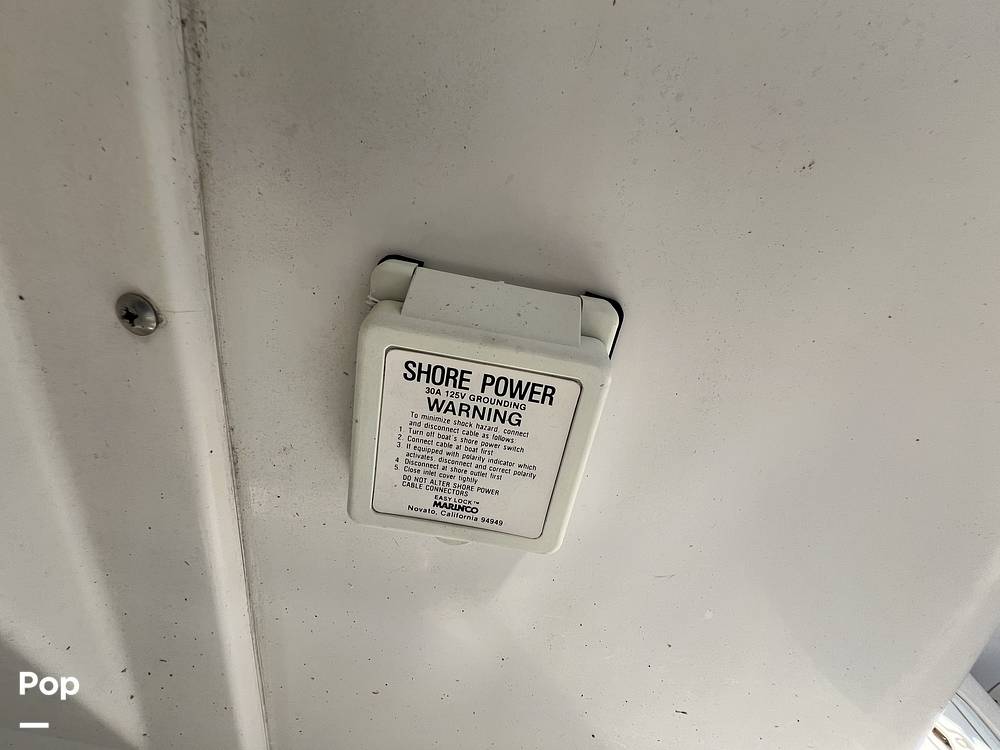 SHORE POWER
30A 125V GROUNDING
WARNING
To minimize shock hazard, connect
and disconnect cable as follows:
1. Turn off boat's shore power switch
2. Connect cable at boat first
3. If equipped with polarity indicator which
activates, disconnect and correct polarity
4. Disconnect at shore outlet first
5. Close inlet cover tightly
DO NOT ALTER SHORE POWER
CABLE CONNECTORS
EASY LOCK™
MARINCO
Novato, California 94949
Pop